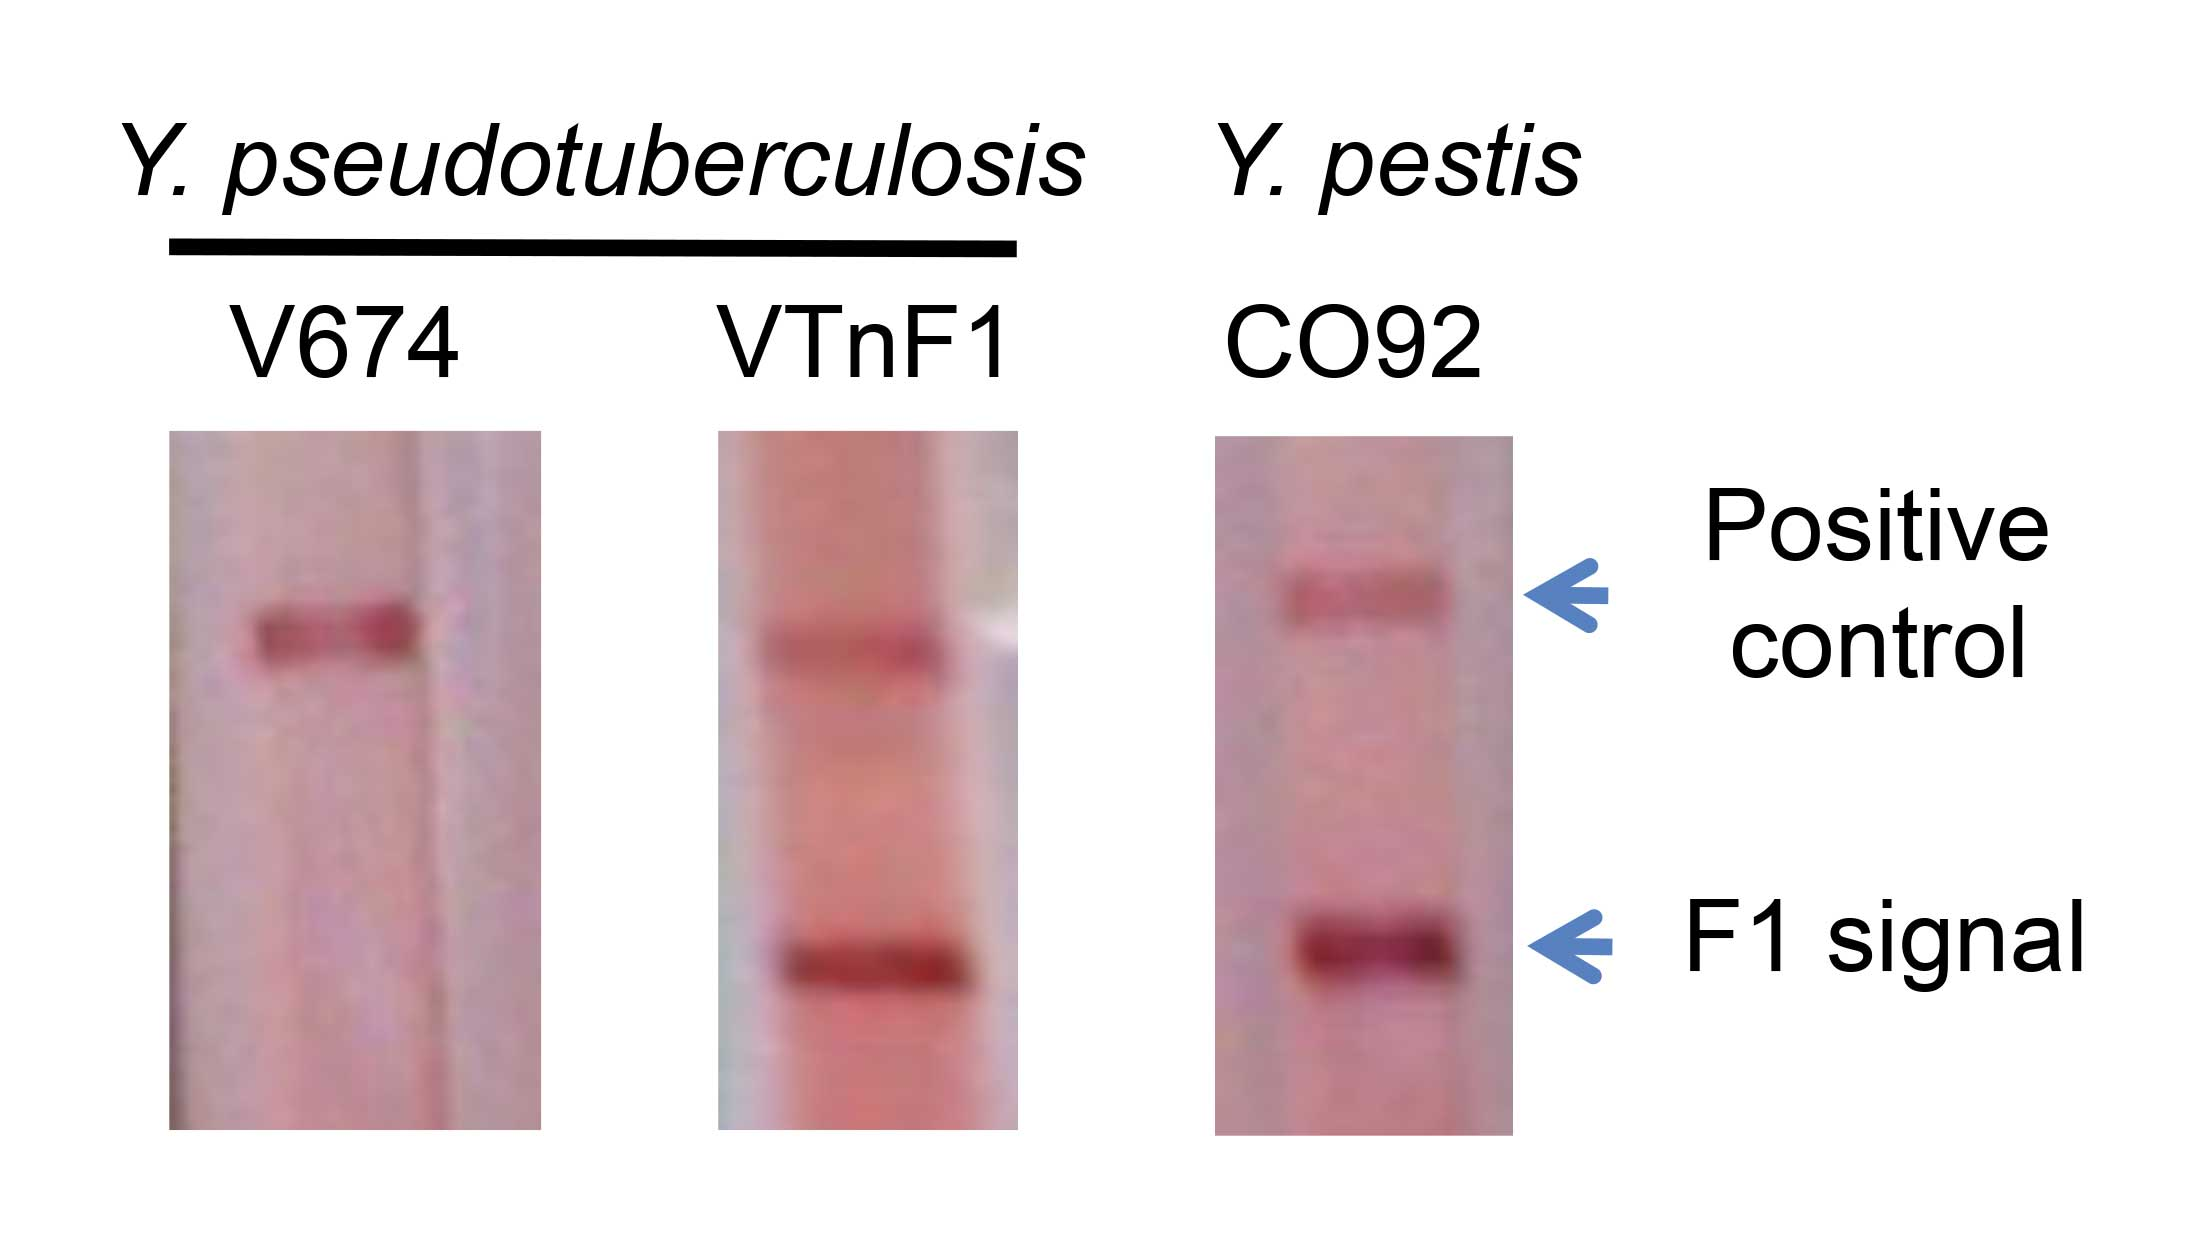 Y. pseudotuberculosis
Y. pestis
V674
VTnF1
CO92
Positive
control
F1 signal